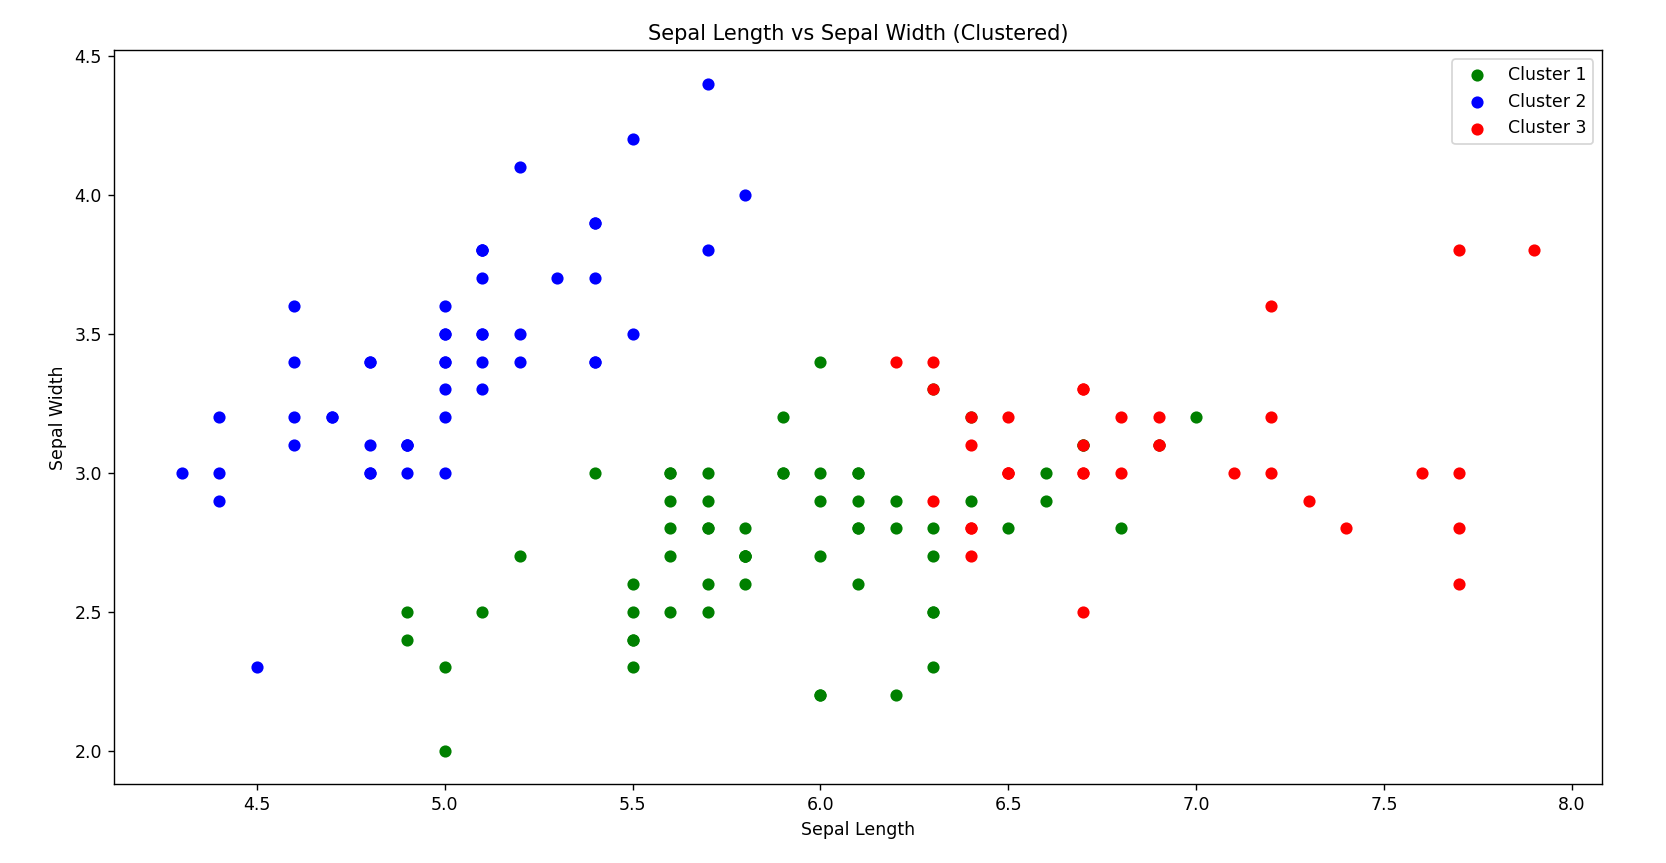 Sepal Length vs Sepal Width (Clustered)
4.5
4.0
3.5
3.0
2.5
2.0
Sepal Width
Cluster 1
Cluster 2
Cluster 3
4.5 5.0 5.5 6.0 6.5 7.0 7.5 8.0
Sepal Length